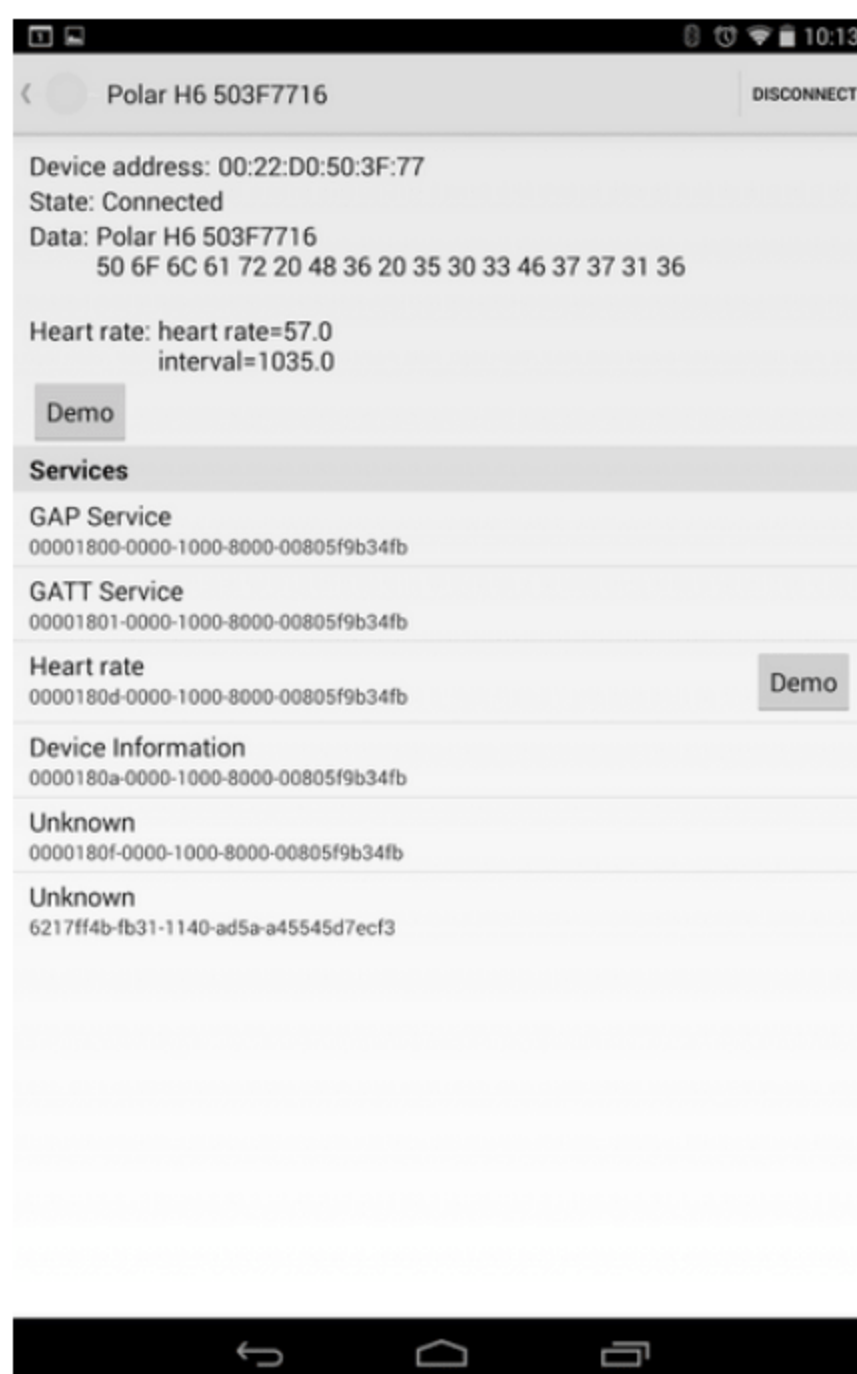 10:13
Polar H6 503F7716
DISCONNECT
Device address: 00:22:D0:50:3F:77
State: Connected
Data: Polar H6 503F7716
50 6F 6C 61 72 20 48 36 20 35 30 33 46 37 37 31 36
Heart rate: heart rate=57.0
interval=1035.0
Demo
Services
GAP Service
00001800-0000-1000-8000-00805f9b34fb
GATT Service
00001801-0000-1000-8000-00805f9b34fb
Heart rate
0000180d-0000-1000-8000-00805f9b34fb
Demo
Device Information
0000180a-0000-1000-8000-00805f9b34fb
Unknown
0000180f-0000-1000-8000-00805f9b34fb
Unknown
6217ff4b-fb31-1140-ad5a-a45545d7ecf3